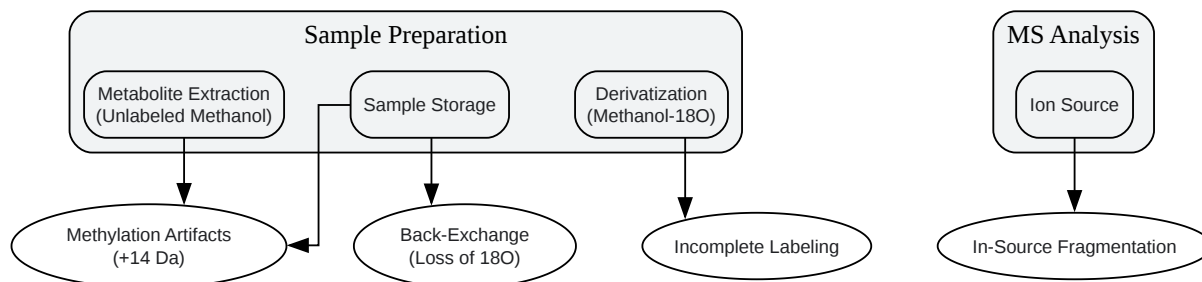 Sample Preparation
MS Analysis
Metabolite Extraction
(Unlabeled Methanol)
Sample Storage
Derivatization
(Methanol-18O)
Ion Source
Methylation Artifacts
(+14 Da)
Back-Exchange
(Loss of 18O)
Incomplete Labeling
In-Source Fragmentation